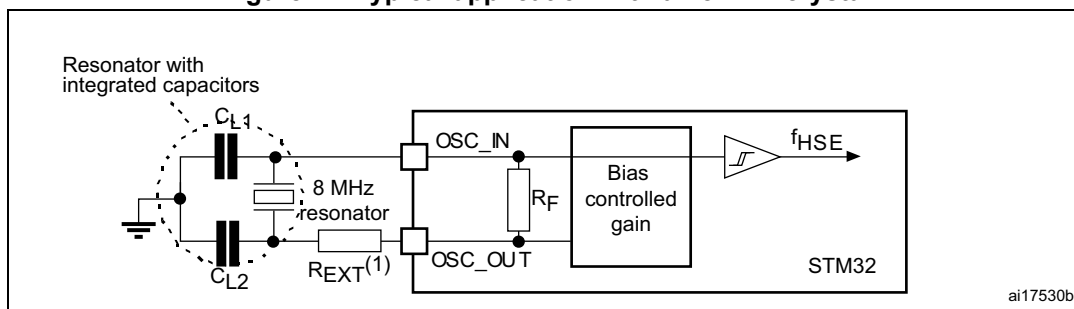 Resonator with
integrated capacitors
CL1
OSC_IN
fHSE
8 MHz
resonator
RF
Bias
controlled
gain
OSC_OUT
REXT(1)
CL2
STM32
ai17530b